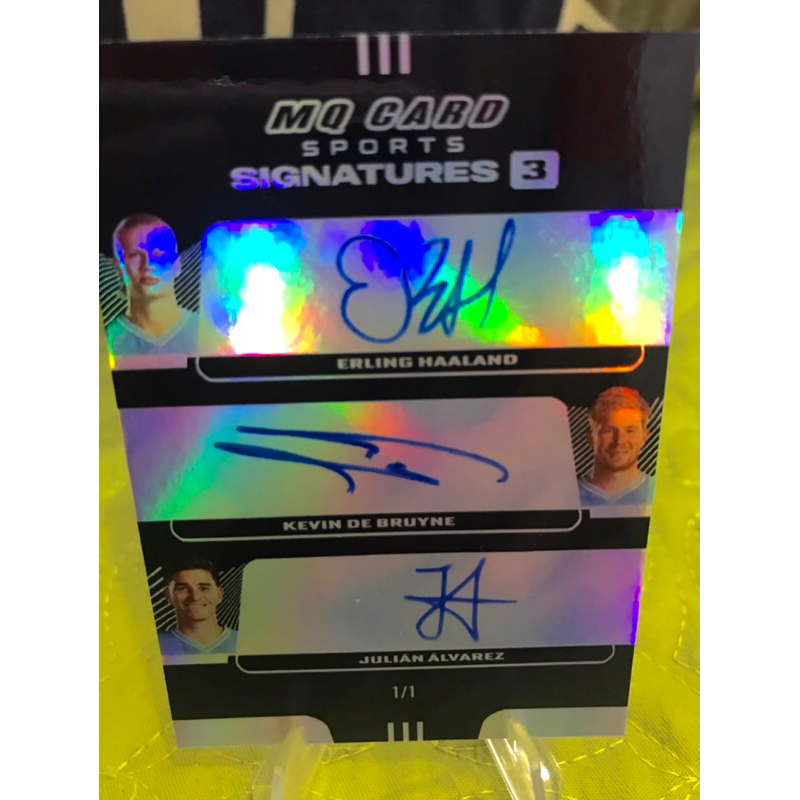 MQ CARD
SPORTS
SIGNATURES 3
ERLING HAALAND
KEVIN DE BRUYNE
JULIÁN ÁLVAREZ
1/1